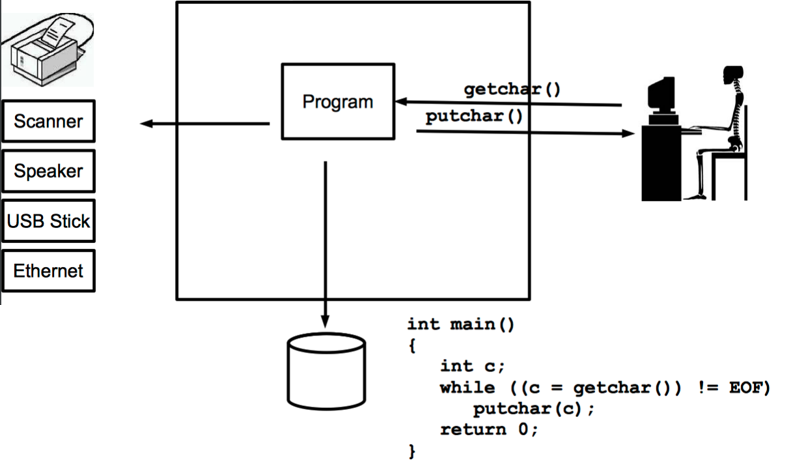 getchar()
Program
putchar()
Scanner
Speaker
USB Stick
Ethernet
int main()
{
int c;
while ((c = getchar()) != EOF)
putchar(c);
return 0;
}